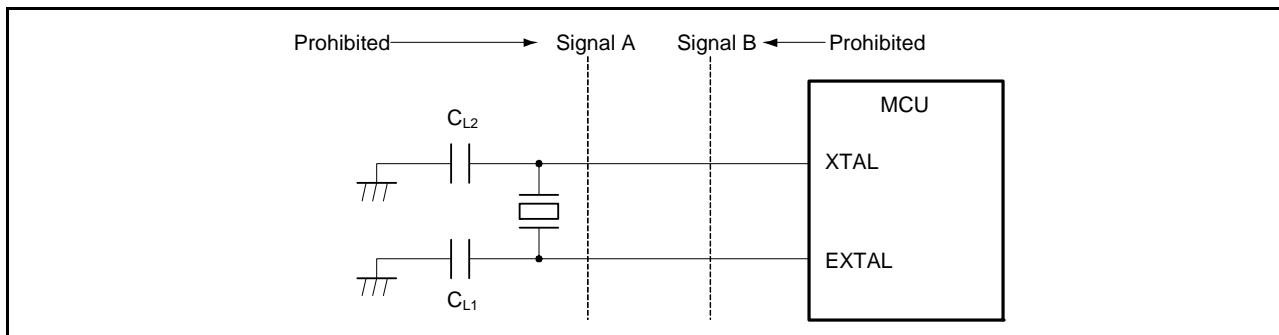 Prohibited Signal A Signal B Prohibited
MCU
CL2
XTAL
EXTAL
CL1